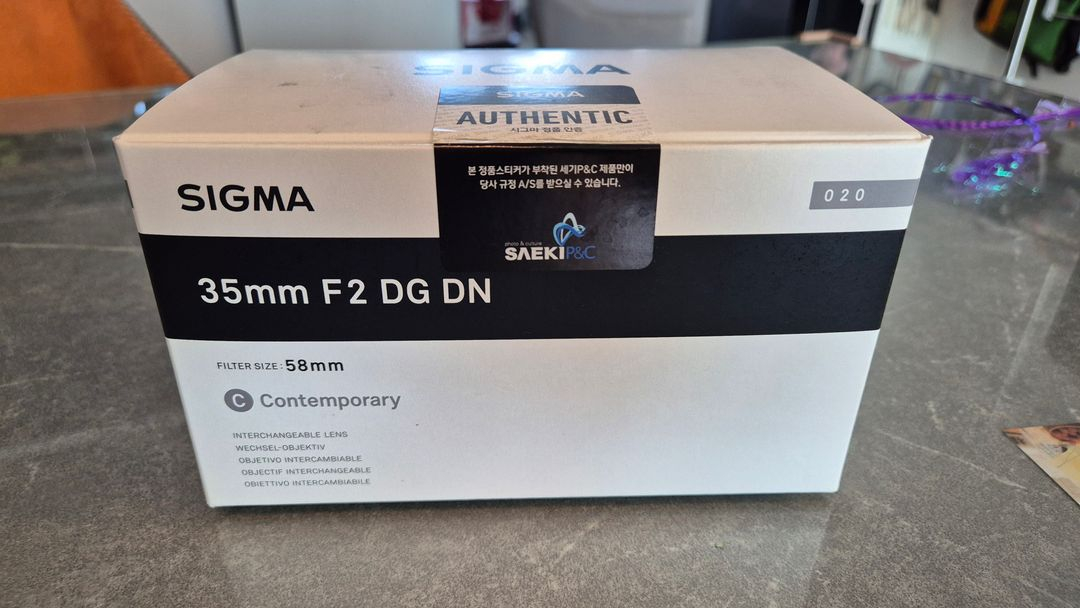 SIGMA
SIGMA
AUTHENTIC
시그마 정품 인증
본 정품스티커가 부착된 세기P&C 제품만이
당사 규정 A/S를 받으실 수 있습니다.
photo & culture
SAEKI P&C
SIGMA
020
35mm F2 DG DN
FILTER SIZE : 58mm
C Contemporary
INTERCHANGEABLE LENS
WECHSEL-OBJEKTIV
OBJETIVO INTERCAMBIABLE
OBJECTIF INTERCHANGEABLE
OBIETTIVO INTERCAMBIABILE